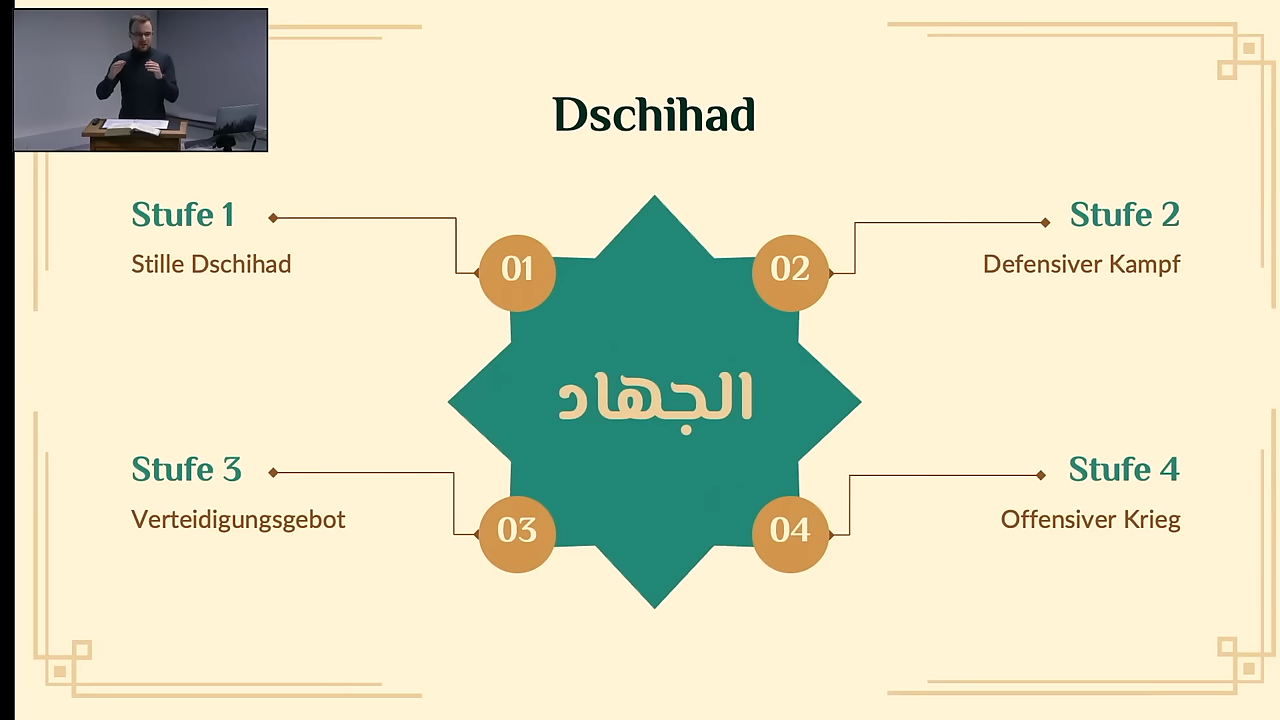 Dschihad
Stufe 1
Stille Dschihad
01
02
Stufe 2
Defensiver Kampf
الجهاد
Stufe 3
Verteidigungsgebot
03
04
Stufe 4
Offensiver Krieg